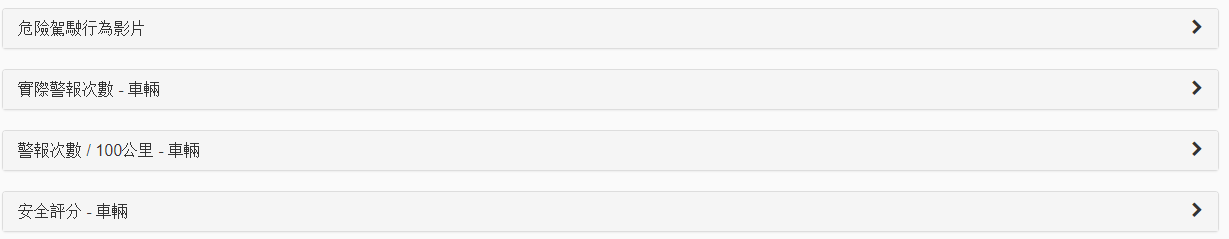 危險駕駛行為影片
實際警報次數 - 車輛
警報次數 / 100公里 - 車輛
安全評分 - 車輛